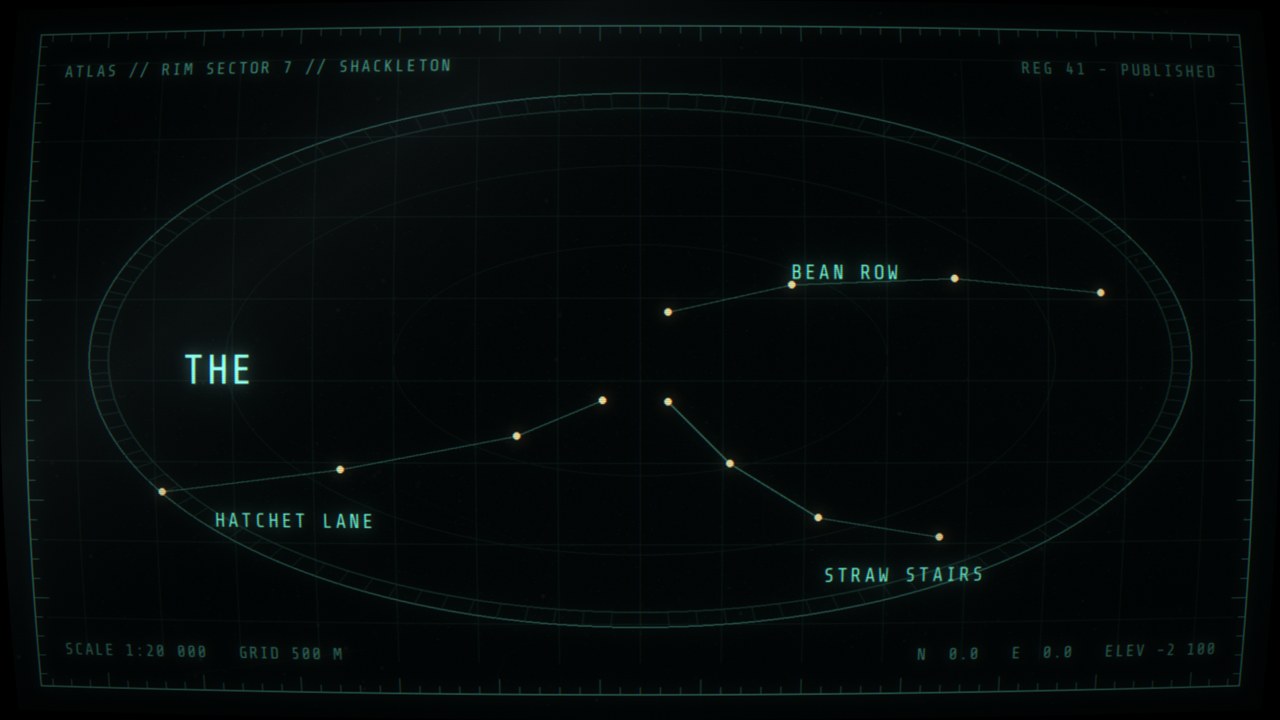 ATLAS // RIM SECTOR 7 // SHACKLETON
REG 41 - PUBLISHED
BEAN ROW
THE
HATCHET LANE
STRAW STAIRS
SCALE 1:20 000 GRID 500 M
N 0.0 E 0.0 ELEV -2 100